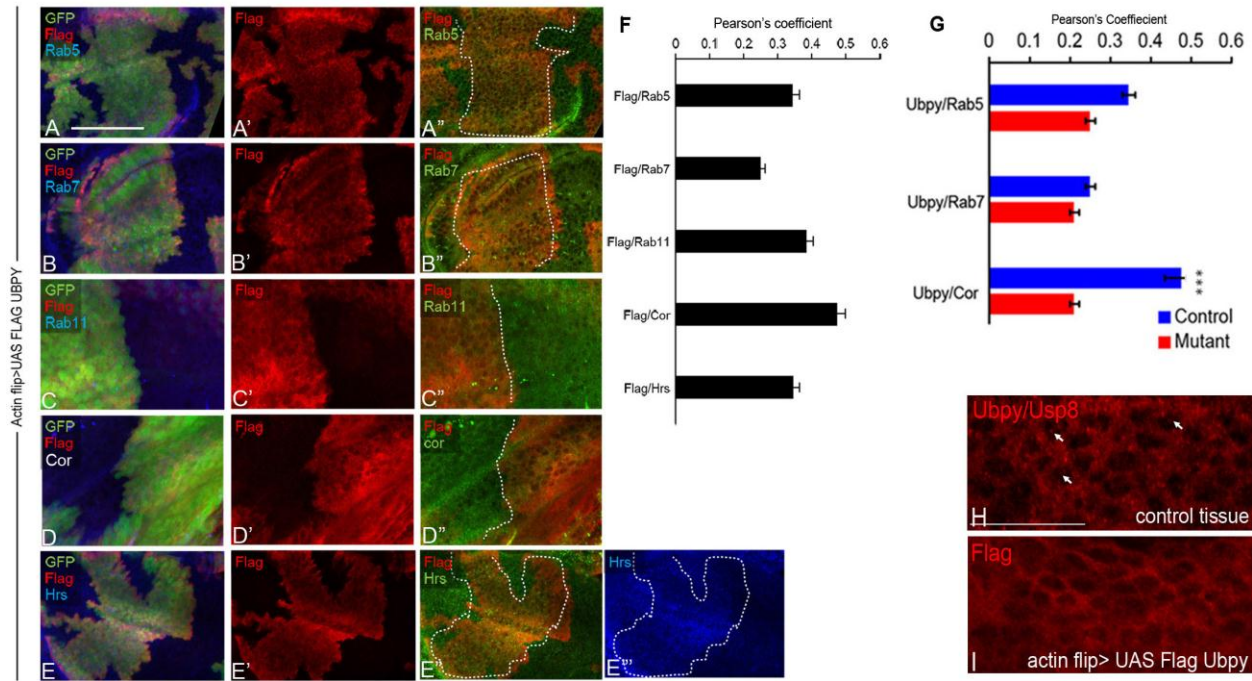 Actin flip>UAS FLAG UBPY
GFP
Flag
Rab5
A
Flag
A'
Flag
Rab5
A"
GFP
Flag
Rab7
B
Flag
B'
Flag
Rab7
B"
GFP
Flag
Rab11
C
Flag
C'
Flag
Rab11
C"
GFP
Flag
Cor
D
Flag
D'
Flag
cor
D"
GFP
Flag
Hrs
E
Flag
E'
Flag
Hrs
E"
Hrs
E"'
F
Pearson's coefficient
0 0.1 0.2 0.3 0.4 0.5 0.6
Flag/Rab5
Flag/Rab7
Flag/Rab11
Flag/Cor
Flag/Hrs
G
Pearson's Coeffiecient
0 0.1 0.2 0.3 0.4 0.5 0.6
Ubpy/Rab5
Ubpy/Rab7
Ubpy/Cor
***
Control
Mutant
Ubpy/Usp8
H
control tissue
Flag
I
actin flip> UAS Flag Ubpy